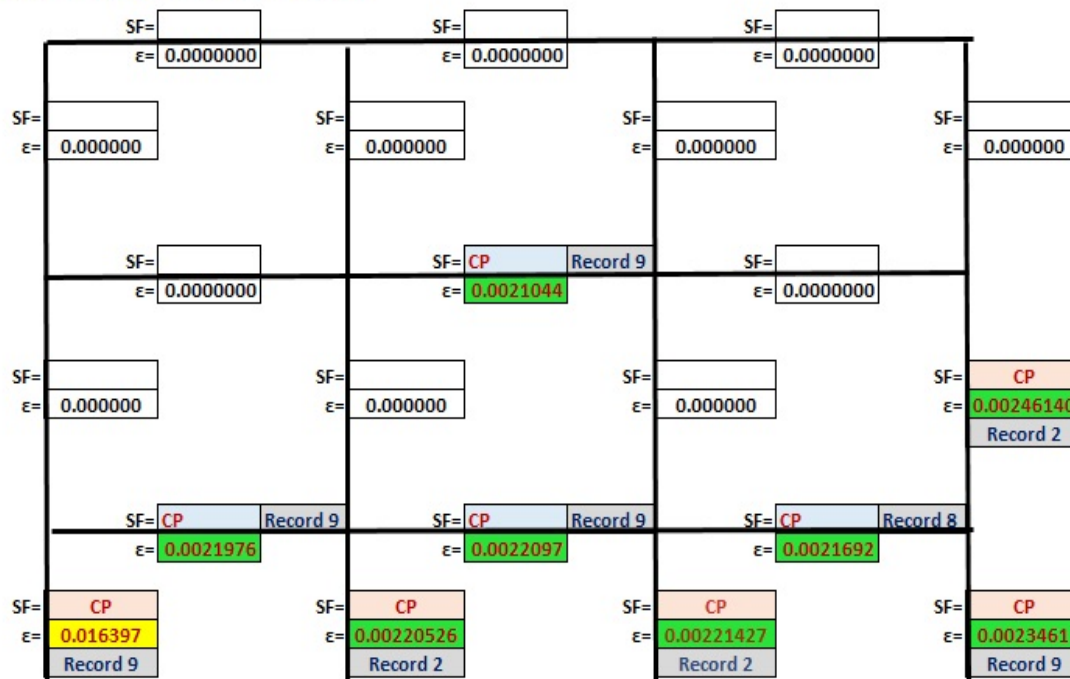 SF= SF= SF=
ε= 0.0000000 ε= 0.0000000 ε= 0.0000000
SF= SF= SF= SF=
ε= 0.000000 ε= 0.000000 ε= 0.000000 ε= 0.000000
SF= SF= CP Record 9 SF=
ε= 0.0000000 ε= 0.0021044 ε= 0.0000000
SF= SF= SF= SF= CP
ε= 0.000000 ε= 0.000000 ε= 0.000000 ε= 0.00246140
Record 2
SF= CP Record 9 SF= CP Record 9 SF= CP Record 8
ε= 0.0021976 ε= 0.0022097 ε= 0.0021692
SF= CP SF= CP SF= CP SF= CP
ε= 0.016397 ε= 0.00220526 ε= 0.00221427 ε= 0.0023461
Record 9 Record 2 Record 2 Record 9